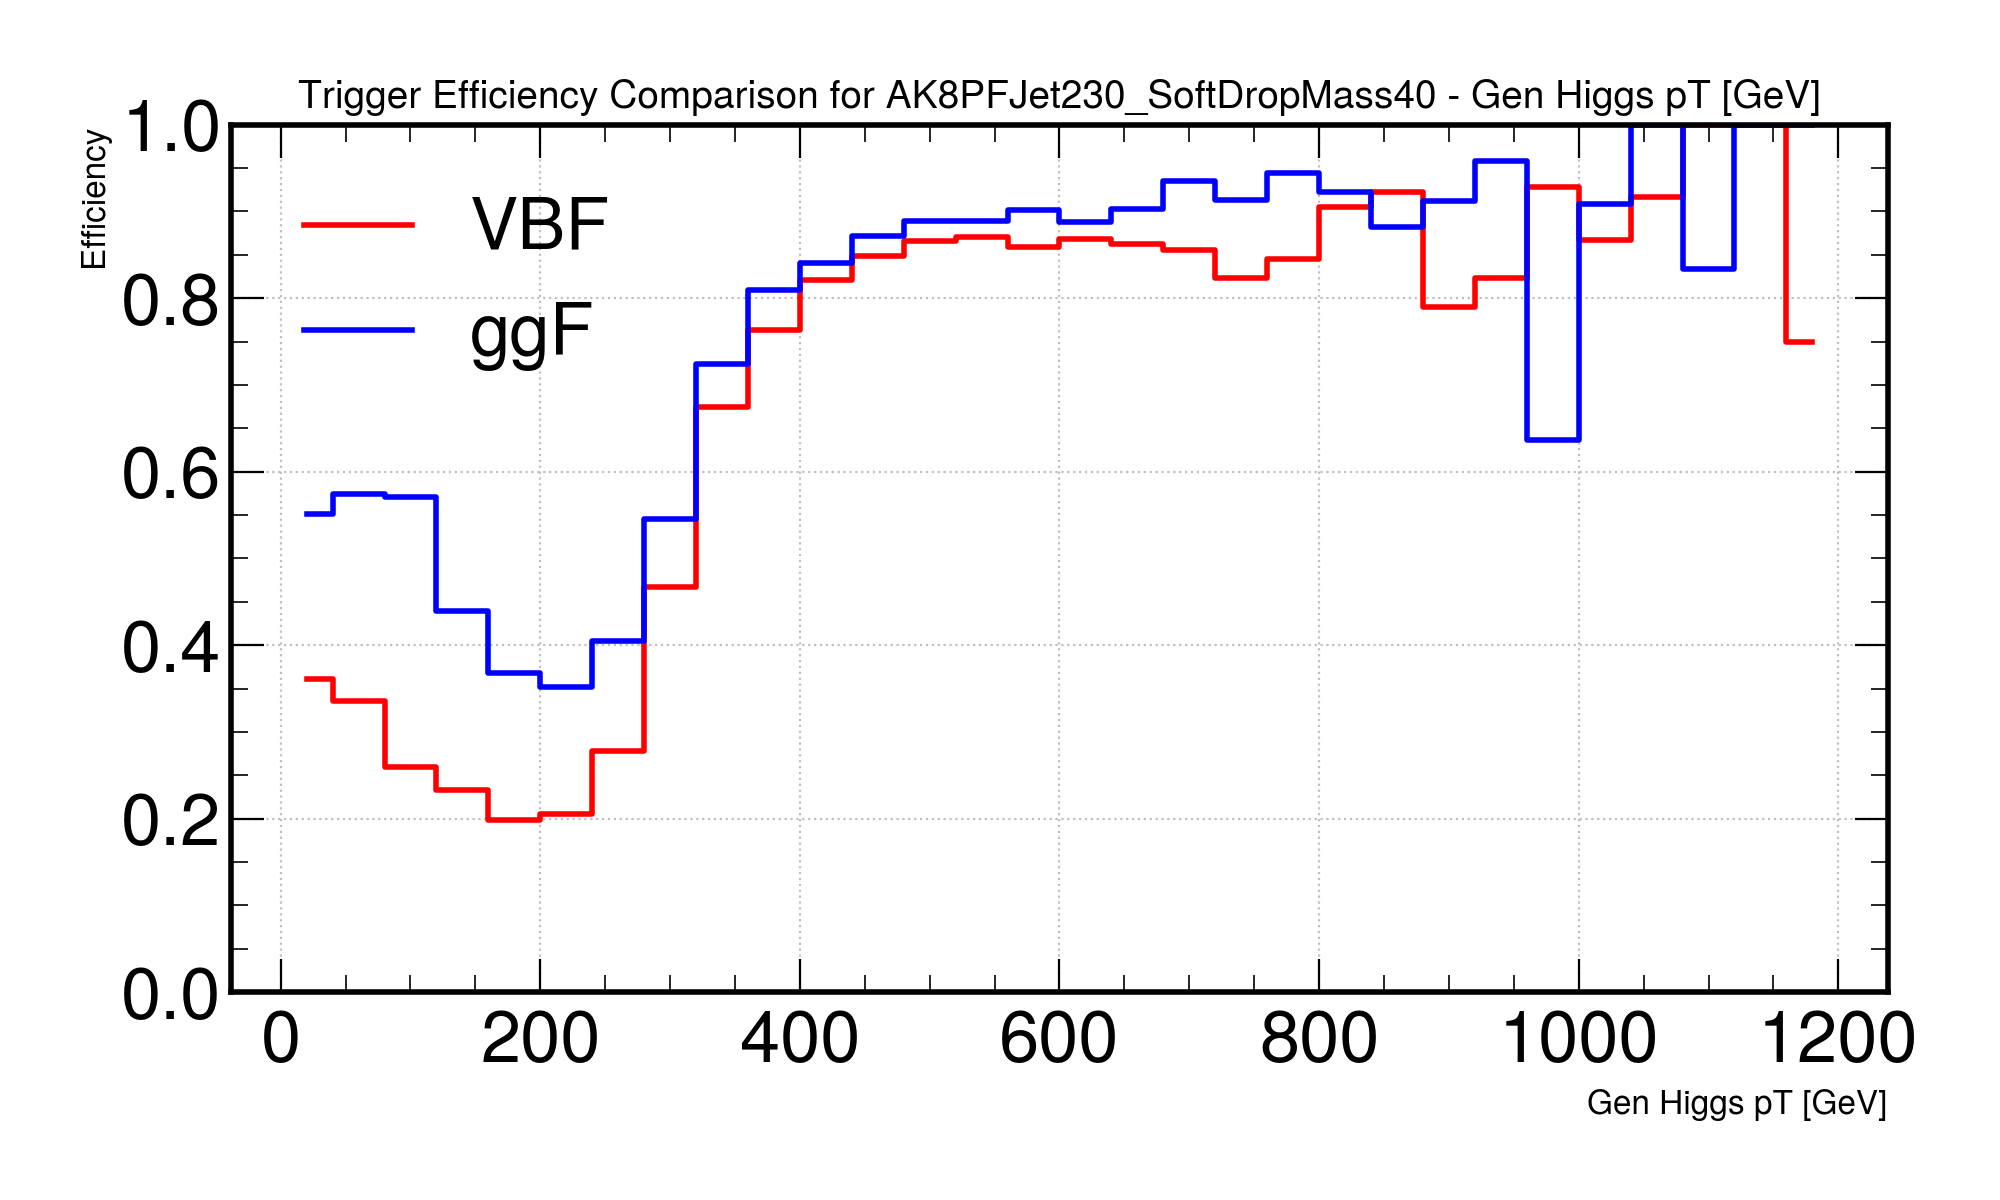 Trigger Efficiency Comparison for AK8PFJet230_SoftDropMass40 - Gen Higgs pT [GeV]
Efficiency
1.0
0.8
0.6
0.4
0.2
0.0
VBF
ggF
0 200 400 600 800 1000 1200
Gen Higgs pT [GeV]